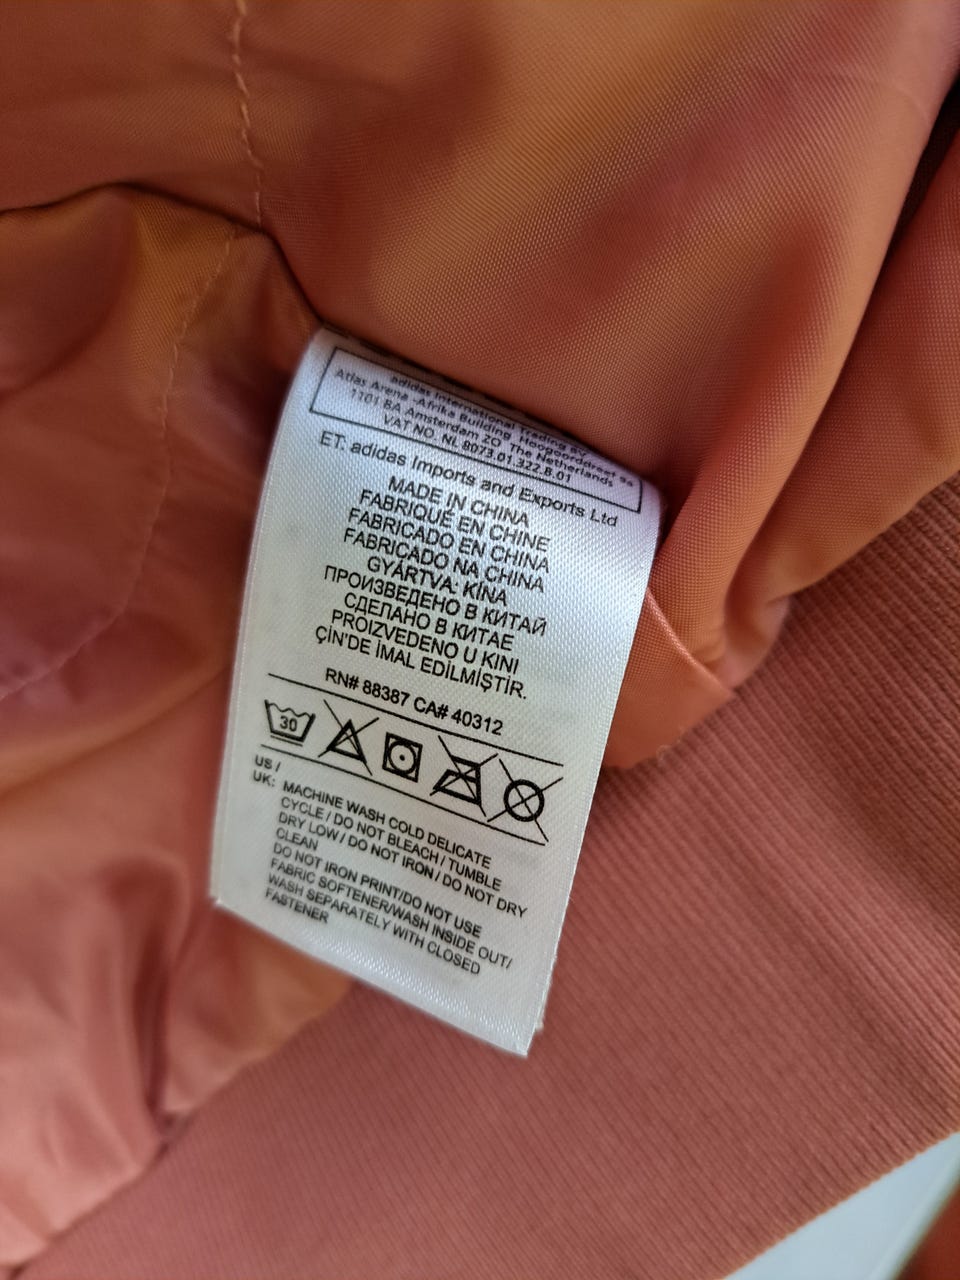 adidas International Trading BV
Atlas Arena -Afrika Building, Hoogoorddreef 9a
1101 BA Amsterdam ZO The Netherlands
VAT NO. NL 8073.01.322.B.01
ET: adidas Imports and Exports Ltd
MADE IN CHINA
FABRIQUÉ EN CHINE
FABRICADO EN CHINA
FABRICADO NA CHINA
GYÁRTVA: KÍNA
ПРОИЗВЕДЕНО В КИТАЙ
СДЕЛАНО В КИТАЕ
PROIZVEDENO U KINI
ÇİN'DE İMAL EDİLMİŞTİR.
RN# 88387 CA# 40312
30
US /
UK: MACHINE WASH COLD DELICATE
CYCLE / DO NOT BLEACH / TUMBLE
DRY LOW / DO NOT IRON / DO NOT DRY
CLEAN
DO NOT IRON PRINT/DO NOT USE
FABRIC SOFTENER/WASH INSIDE OUT/
WASH SEPARATELY WITH CLOSED
FASTENER